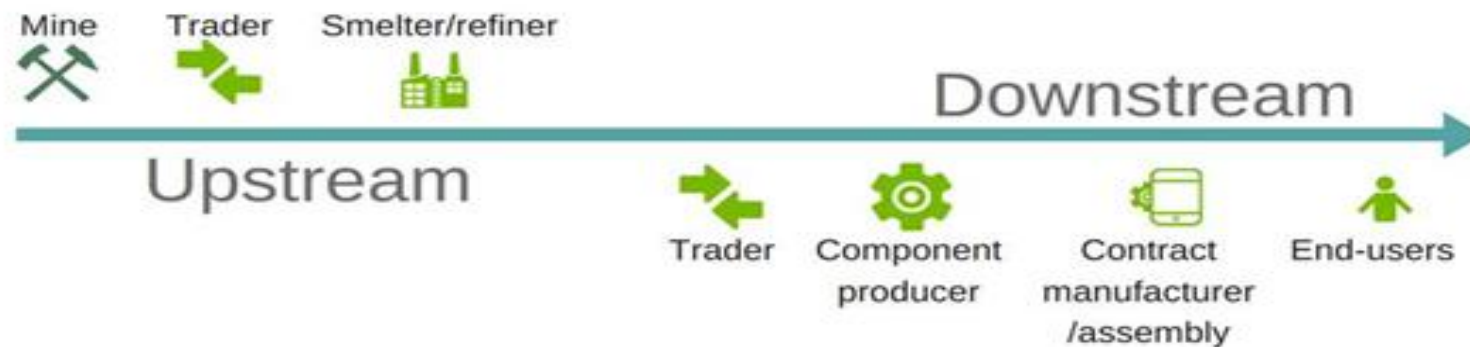 Mine
Trader
Smelter/refiner
Downstream
Upstream
Trader
Component
producer
Contract
manufacturer
/assembly
End-users